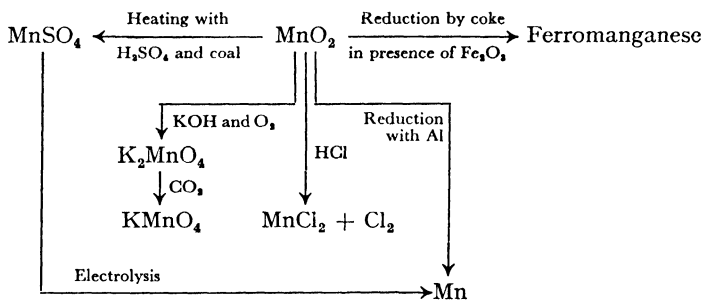 Heating with
Reduction by coke
MnSO₄
MnO₂
Ferromanganese
H₂SO₄ and coal
in presence of Fe₂O₃
KOH and O₂
Reduction
with Al
K₂MnO₄
HCl
CO₂
KMnO₄
MnCl₂ + Cl₂
Electrolysis
Mn